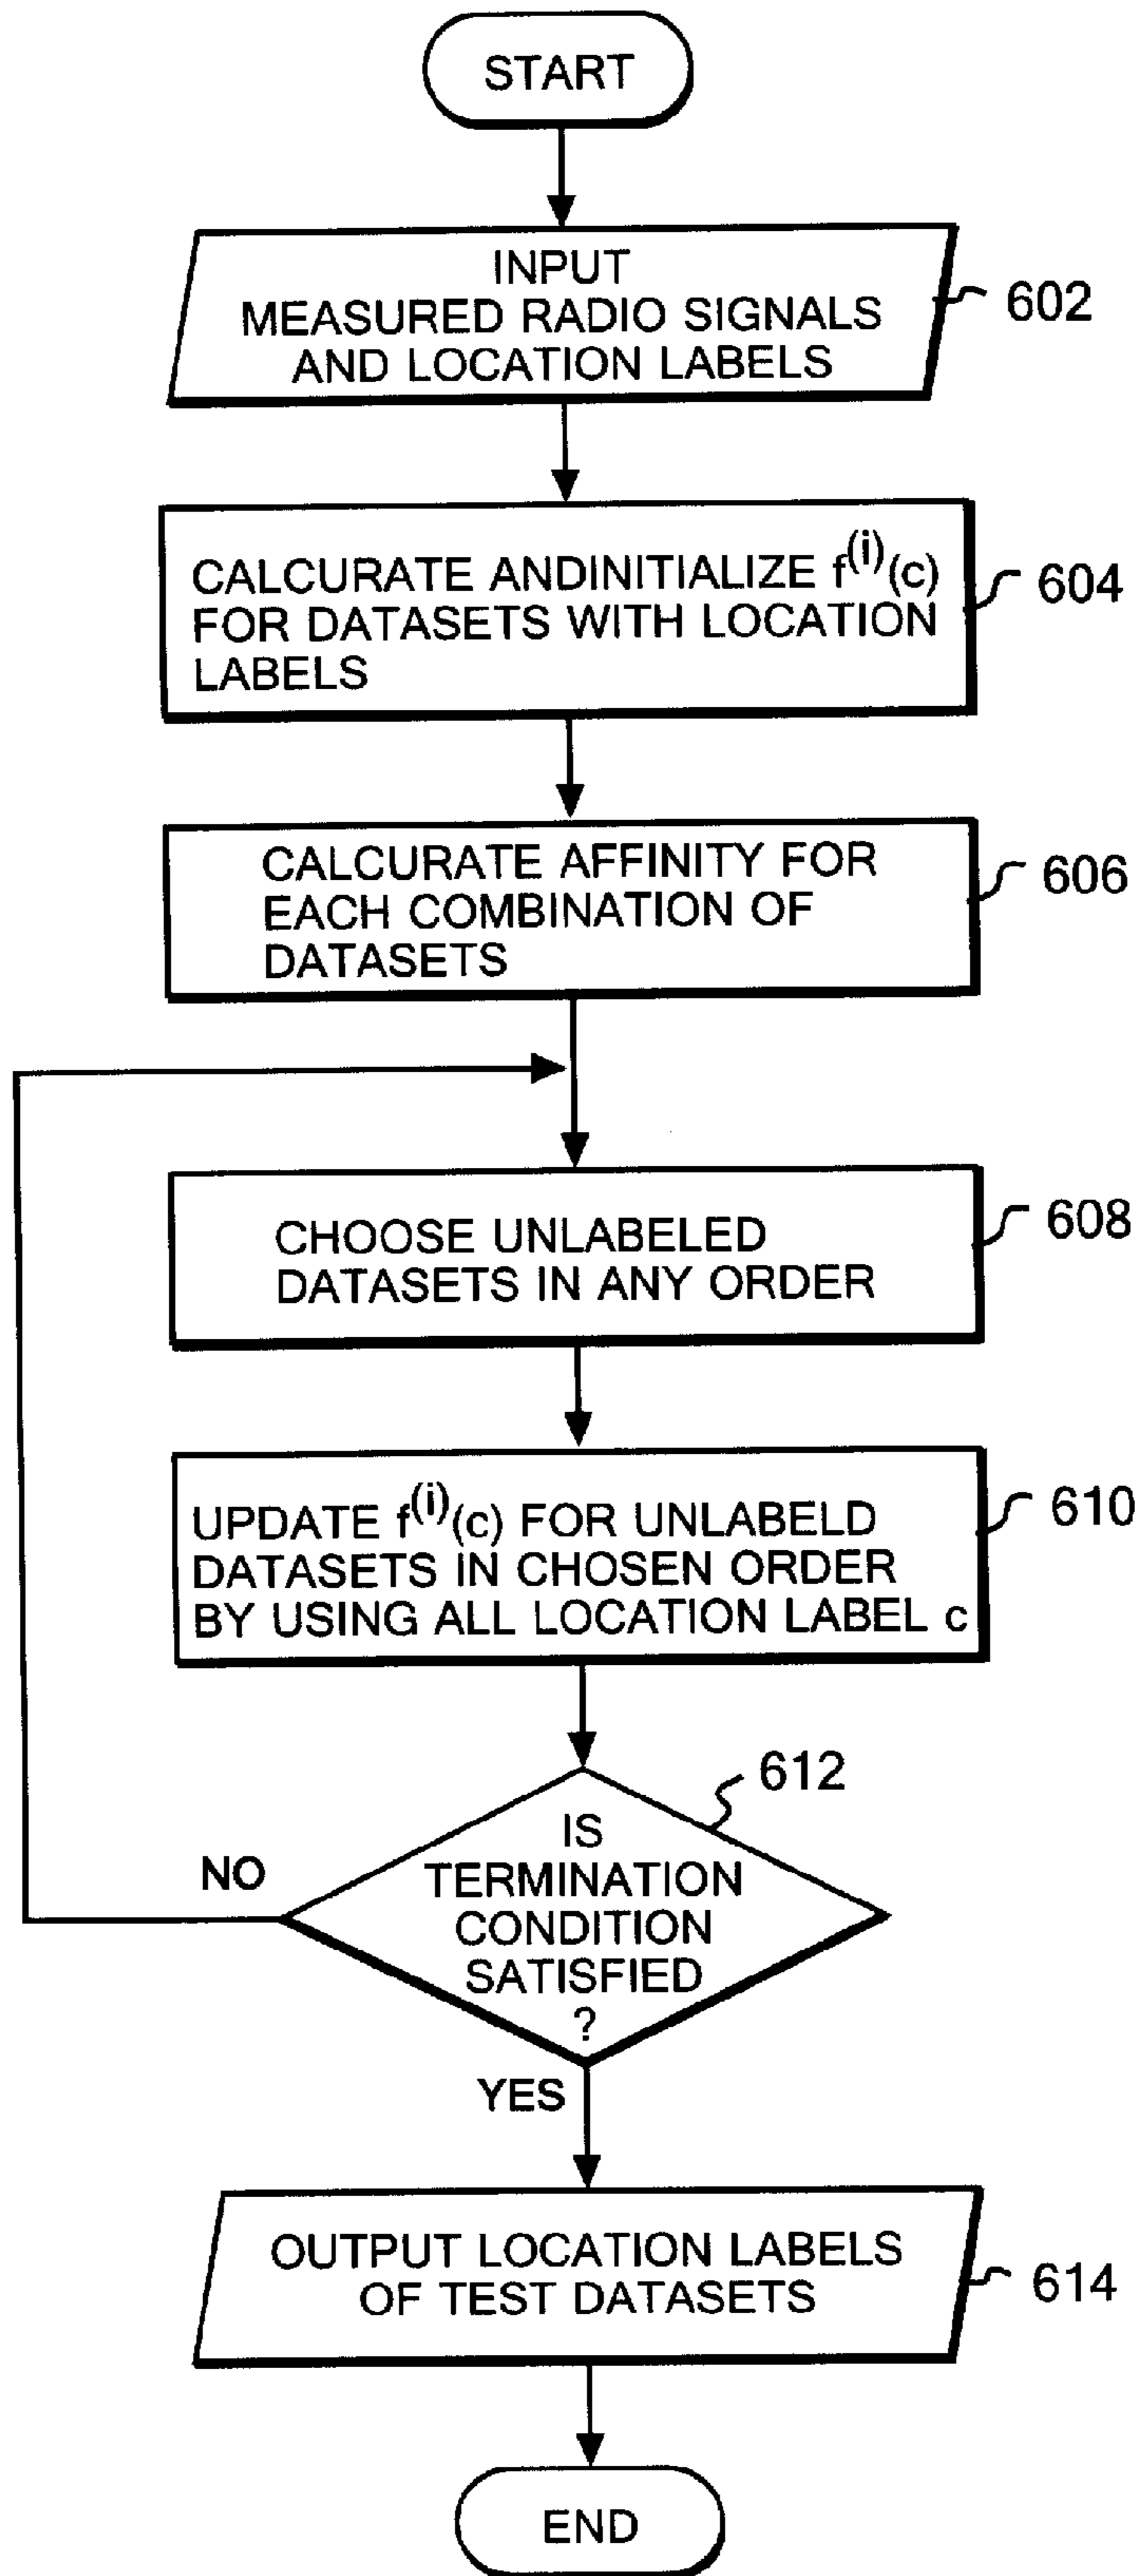 START
INPUT
MEASURED RADIO SIGNALS
AND LOCATION LABELS
602
CALCURATE ANDINITIALIZE f(i)(c)
FOR DATASETS WITH LOCATION
LABELS
604
CALCURATE AFFINITY FOR
EACH COMBINATION OF
DATASETS
606
CHOOSE UNLABELED
DATASETS IN ANY ORDER
608
UPDATE f(i)(c) FOR UNLABELD
DATASETS IN CHOSEN ORDER
BY USING ALL LOCATION LABEL c
610
612
IS
TERMINATION
CONDITION
SATISFIED
?
NO
YES
OUTPUT LOCATION LABELS
OF TEST DATASETS
614
END